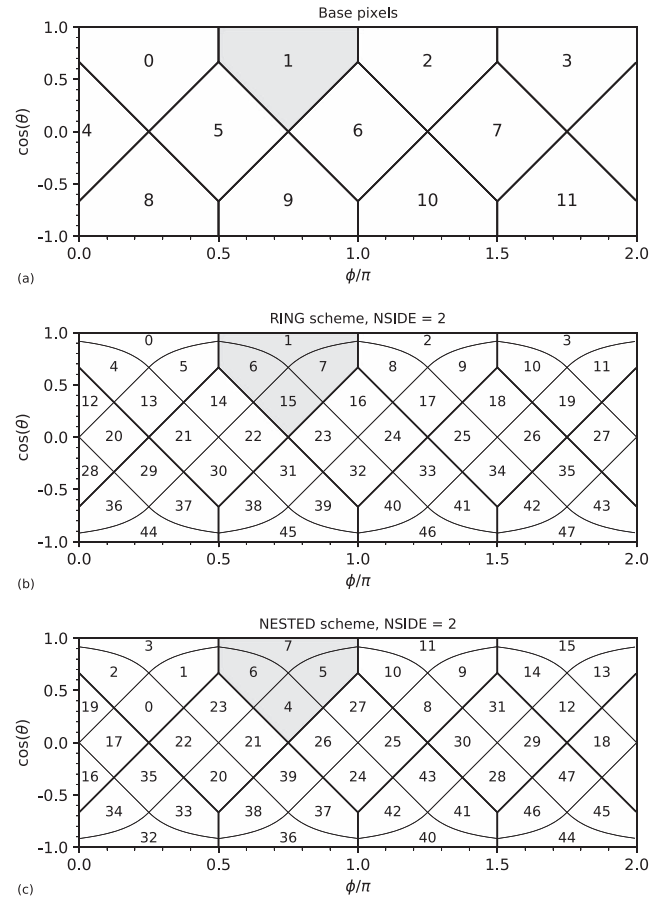 Base pixels
1.0
0 1 2 3
0.5
cos(θ)
0.0
4 5 6 7
-0.5
8 9 10 11
-1.0
0.0 0.5 1.0 1.5 2.0
(a)
ϕ/π
RING scheme, NSIDE = 2
1.0
0 1 2 3
4 5 6 7 8 9 10 11
0.5
12 13 14 15 16 17 18 19
cos(θ)
0.0
20 21 22 23 24 25 26 27
28 29 30 31 32 33 34 35
-0.5
36 37 38 39 40 41 42 43
44 45 46 47
-1.0
0.0 0.5 1.0 1.5 2.0
(b)
ϕ/π
NESTED scheme, NSIDE = 2
1.0
3 7 11 15
2 1 6 5 10 9 14 13
0.5
19 0 23 4 27 8 31 12
cos(θ)
0.0
17 22 21 26 25 30 29 18
16 35 20 39 24 43 28 47
-0.5
34 33 38 37 42 41 46 45
32 36 40 44
-1.0
0.0 0.5 1.0 1.5 2.0
(c)
ϕ/π